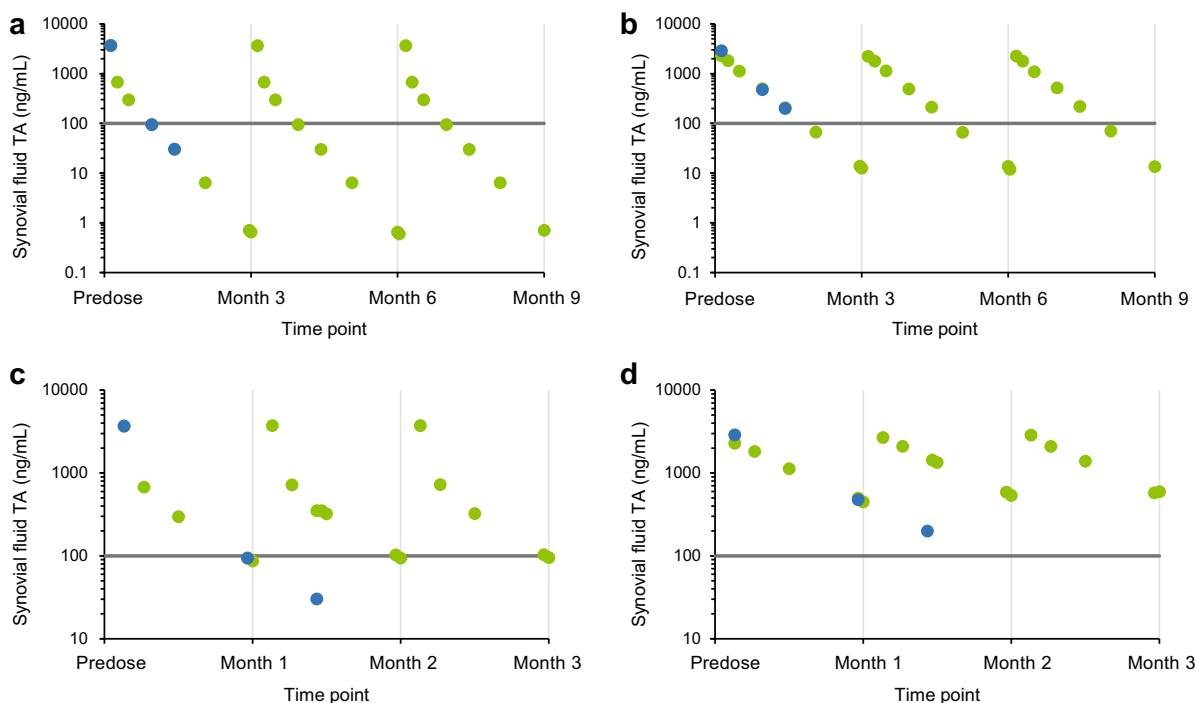 a
Synovial fluid TA (ng/mL)
10000
1000
100
10
1
0.1
Predose Month 3 Month 6 Month 9
Time point
b
Synovial fluid TA (ng/mL)
10000
1000
100
10
1
0.1
Predose Month 3 Month 6 Month 9
Time point
c
Synovial fluid TA (ng/mL)
10000
1000
100
10
Predose Month 1 Month 2 Month 3
Time point
d
Synovial fluid TA (ng/mL)
10000
1000
100
10
Predose Month 1 Month 2 Month 3
Time point